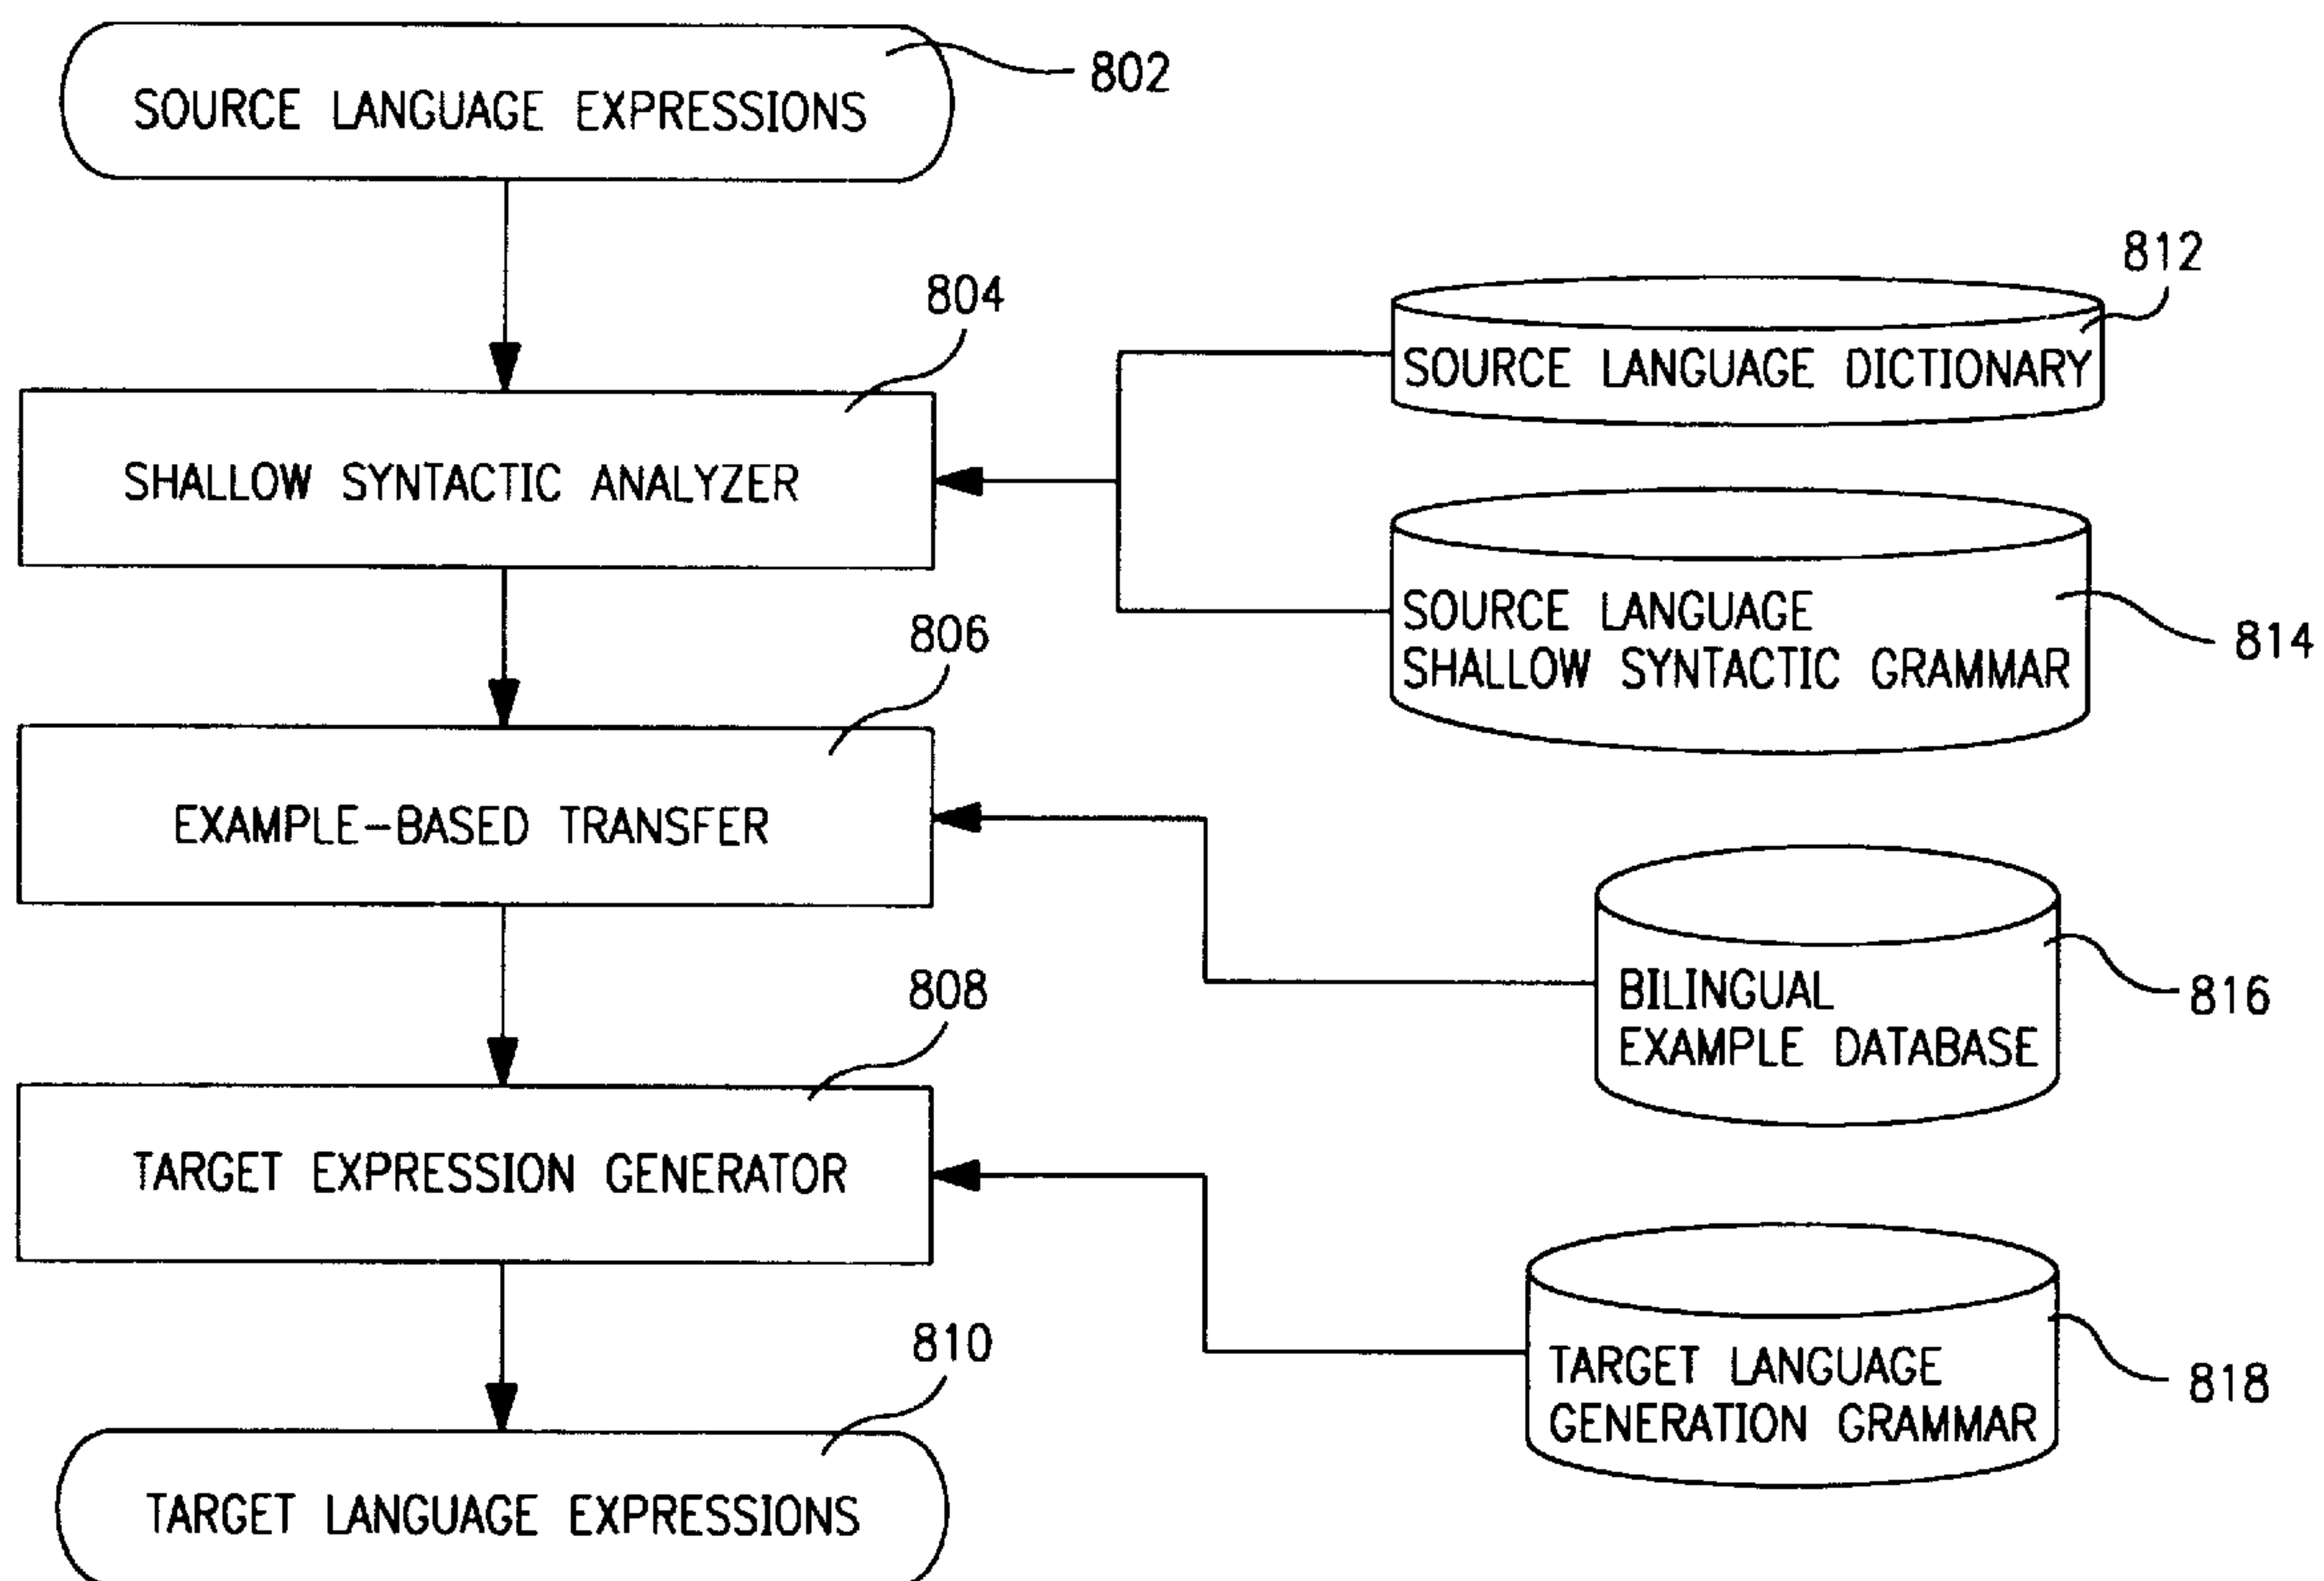 SOURCE LANGUAGE EXPRESSIONS
802
812
804
SOURCE LANGUAGE DICTIONARY
SHALLOW SYNTACTIC ANALYZER
SOURCE LANGUAGE
SHALLOW SYNTACTIC GRAMMAR
814
806
EXAMPLE-BASED TRANSFER
BILINGUAL
EXAMPLE DATABASE
816
808
TARGET EXPRESSION GENERATOR
TARGET LANGUAGE
GENERATION GRAMMAR
818
810
TARGET LANGUAGE EXPRESSIONS